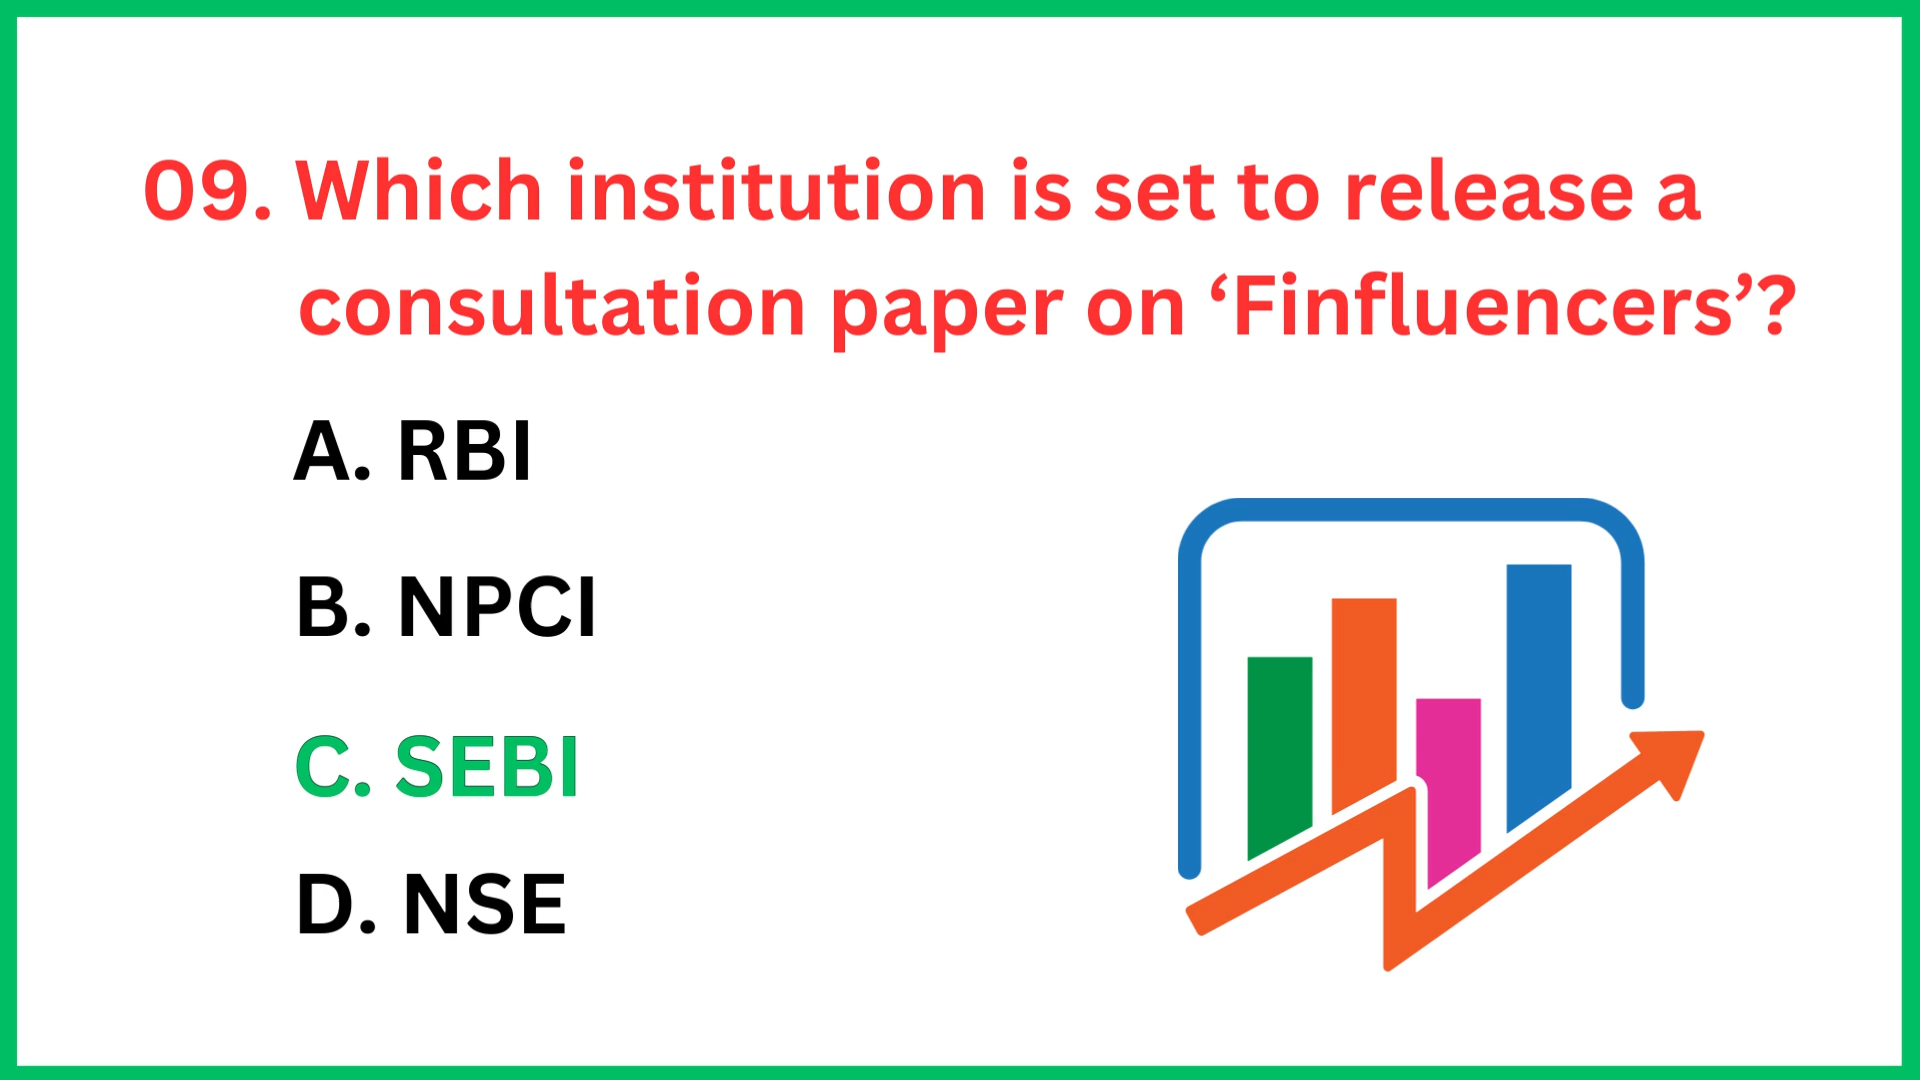 09. Which institution is set to release a
consultation paper on ‘Finfluencers’?
A. RBI
B. NPCI
C. SEBI
D. NSE